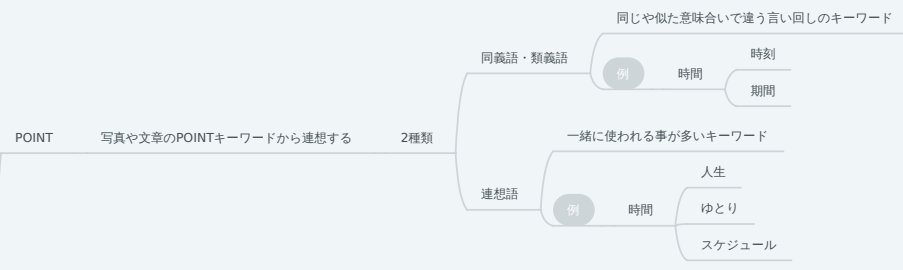 POINT
写真や文章のPOINTキーワードから連想する
2種類
同義語・類義語
同じや似た意味合いで違う言い回しのキーワード
例
時間
時刻
期間
連想語
一緒に使われる事が多いキーワード
例
時間
人生
ゆとり
スケジュール